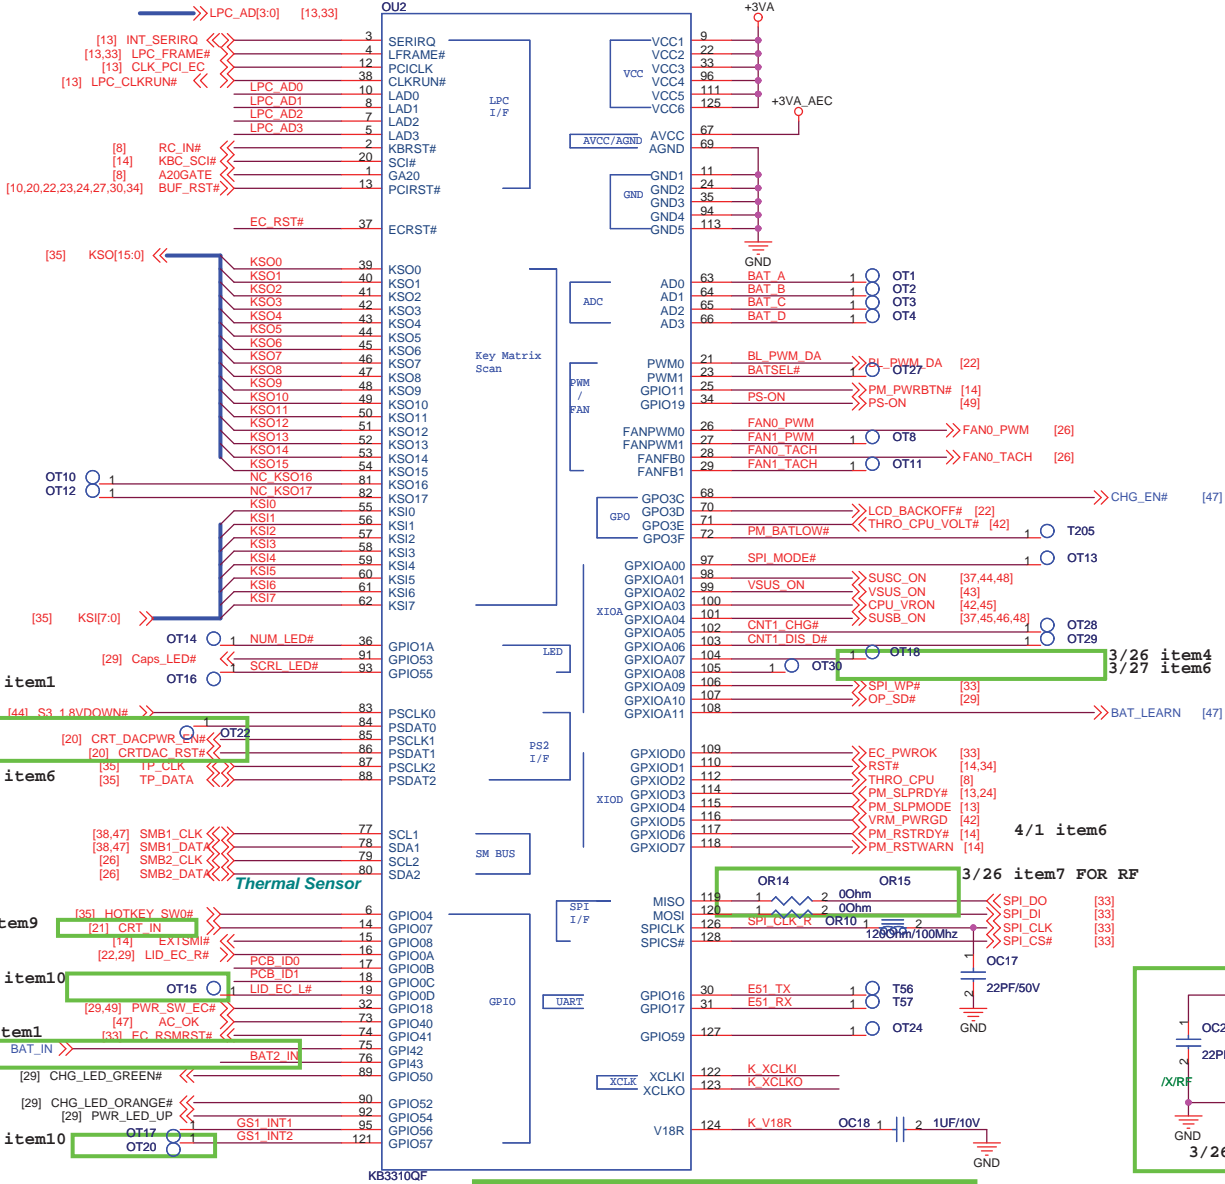 OU2
LPC_AD[3:0] [13,33]
+3VA
[13] INT_SERIRQ 3 SERIRQ VCC1 9
[13,33] LPC_FRAME# 4 LFRAME# VCC2 22
[13] CLK_PCI_EC 12 PCICLK VCC3 33
[13] LPC_CLKRUN# 38 CLKRUN# VCC VCC4 96
LPC_AD0 10 LAD0 LPC VCC5 111
LPC_AD1 8 LAD1 I/F VCC6 125 +3VA_AEC
LPC_AD2 7 LAD2
LPC_AD3 5 LAD3 AVCC/AGND AVCC 67
[8] RC_IN# 2 KBRST# AGND 69
[14] KBC_SCI# 20 SCI#
[8] A20GATE 1 GA20 GND1 11
[10,20,22,23,24,27,30,34] BUF_RST# 13 PCIRST# GND GND2 24
GND3 35
GND4 94
EC_RST# 37 ECRST# GND5 113
GND
[35] KSO[15:0]
KSO0 39 KSO0
KSO1 40 KSO1 AD0 63 BAT_A 1 OT1
KSO2 41 KSO2 ADC AD1 64 BAT_B 1 OT2
KSO3 42 KSO3 AD2 65 BAT_C 1 OT3
KSO4 43 KSO4 AD3 66 BAT_D 1 OT4
KSO5 44 KSO5
KSO6 45 KSO6 Key Matrix
KSO7 46 KSO7 Scan PWM0 21 BL_PWM_DA BL_PWM_DA [22]
KSO8 47 KSO8 PWM PWM1 23 BATSEL# 1 OT27
KSO9 48 KSO9 / GPIO11 25 PM_PWRBTN# [14]
KSO10 49 KSO10 FAN GPIO19 34 PS-ON PS-ON [49]
KSO11 50 KSO11
KSO12 51 KSO12 FANPWM0 26 FAN0_PWM FAN0_PWM [26]
KSO13 52 KSO13 FANPWM1 27 FAN1_PWM 1 OT8
KSO14 53 KSO14 FANFB0 28 FAN0_TACH FAN0_TACH [26]
KSO15 54 KSO15 FANFB1 29 FAN1_TACH 1 OT11
OT10 1 NC_KSO16 81 KSO16
OT12 1 NC_KSO17 82 KSO17 GPO3C 68 CHG_EN# [47]
KSI0 55 KSI0 GPO GPO3D 70 LCD_BACKOFF# [22]
KSI1 56 KSI1 GPO3E 71 THRO_CPU_VOLT# [42]
KSI2 57 KSI2 GPO3F 72 PM_BATLOW# 1 T205
KSI3 58 KSI3
KSI4 59 KSI4 GPXIOA00 97 SPI_MODE# 1 OT13
KSI5 60 KSI5 GPXIOA01 98 SUSC_ON [37,44,48]
KSI6 61 KSI6 GPXIOA02 99 VSUS_ON VSUS_ON [43]
KSI7 62 KSI7 XIOA GPXIOA03 100 CPU_VRON [42,45]
[35] KSI[7:0] GPXIOA04 101 SUSB_ON [37,45,46,48]
GPXIOA05 102 CNT1_CHG# 1 OT28
OT14 1 NUM_LED# 36 GPIO1A LED GPXIOA06 103 CNT1_DIS_D# 1 OT29
[29] Caps_LED# 91 GPIO53 GPXIOA07 104 1 OT18 3/26 item4
OT16 1 SCRL_LED# 93 GPIO55 GPXIOA08 105 1 OT30 3/27 item6
item1 GPXIOA09 106 SPI_WP# [33]
GPXIOA10 107 OP_SD# [29]
[44] S3_1.8VDOWN# 83 PSCLK0 GPXIOA11 108 BAT_LEARN [47]
1 OT22 84 PSDAT0
[20] CRT_DACPWR_EN# 85 PSCLK1 PS2
[20] CRTDAC_RST# 86 PSDAT1 I/F GPXIOD0 109 EC_PWROK [33]
[35] TP_CLK 87 PSCLK2 GPXIOD1 110 RST# [14,34]
item6 [35] TP_DATA 88 PSDAT2 GPXIOD2 112 THRO_CPU [8]
XIOD GPXIOD3 114 PM_SLPRDY# [13,24]
GPXIOD4 115 PM_SLPMODE [13]
GPXIOD5 116 VRM_PWRGD [42]
[38,47] SMB1_CLK 77 SCL1 GPXIOD6 117 PM_RSTRDY# [14] 4/1 item6
[38,47] SMB1_DATA 78 SDA1 SM BUS GPXIOD7 118 PM_RSTWARN [14]
[26] SMB2_CLK 79 SCL2
[26] SMB2_DATA 80 SDA2
Thermal Sensor
3/26 item7 FOR RF
OR14 OR15
MISO 119 1 2 0Ohm SPI_DO [33]
[35] HOTKEY_SW0# 6 GPIO04 SPI MOSI 120 1 2 0Ohm SPI_DI [33]
tem9 [21] CRT_IN 14 GPIO07 I/F SPICLK 126 SPI_CLK_R OR10 1 2 SPI_CLK [33]
[14] EXTSMI# 15 GPIO08 SPICS# 128 120Ohm/100Mhz SPI_CS# [33]
[22,29] LID_EC_R# 16 GPIO0A
PCB_ID0 17 GPIO0B
PCB_ID1 18 GPIO0C 1 OC17
item10 OT15 LID_EC_L# 19 GPIO0D GPIO UART GPIO16 30 E51_TX 1 T56 2 22PF/50V
[29,49] PWR_SW_EC# 32 GPIO18 GPIO17 31 E51_RX 1 T57
[47] AC_OK 73 GPIO40 GND
tem1 [33] EC_RSMRST# 74 GPIO41 GPIO59 127 1 OT24
BAT_IN 75 GPI42
BAT2_IN 76 GPI43
[29] CHG_LED_GREEN# 89 GPIO50 XCLK XCLKI 122 K_XCLKI
XCLKO 123 K_XCLKO
[29] CHG_LED_ORANGE# 90 GPIO52
[29] PWR_LED_UP 92 GPIO54
GS1_INT1 95 GPIO56 V18R 124 K_V18R OC18 1 2 1UF/10V
item10 OT17 1
OT20 1 GS1_INT2 121 GPIO57
GND
KB3310QF
1 OC2
2 22P
/X/RF
GND
3/26